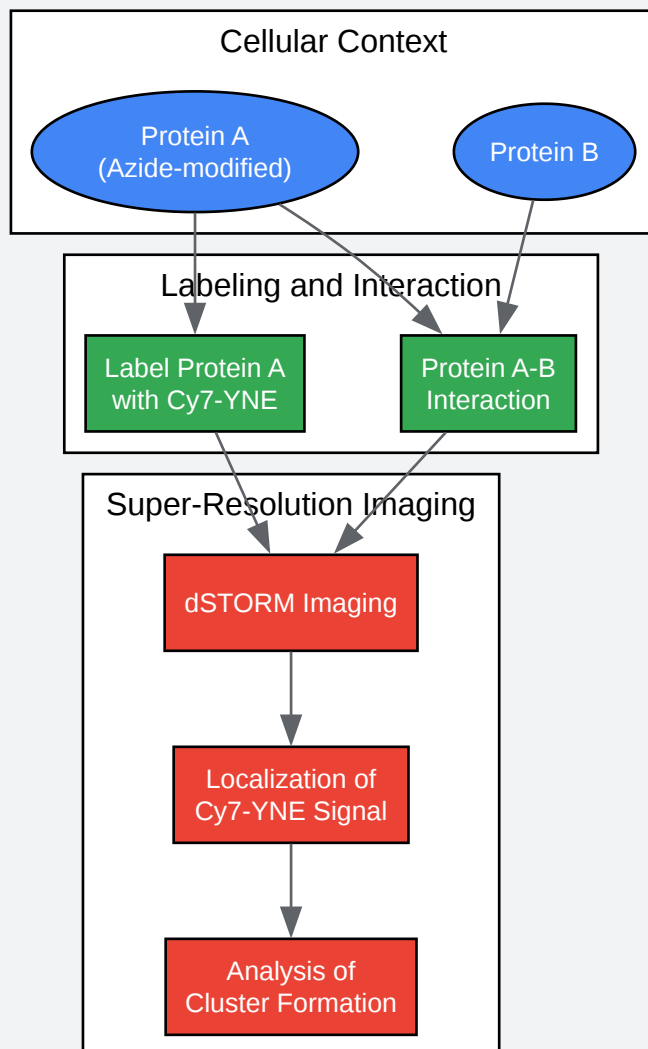 Cellular Context
Protein A
(Azide-modified)
Protein B
Labeling and Interaction
Label Protein A
with Cy7-YNE
Protein A-B
Interaction
Super-Resolution Imaging
dSTORM Imaging
Localization of
Cy7-YNE Signal
Analysis of
Cluster Formation